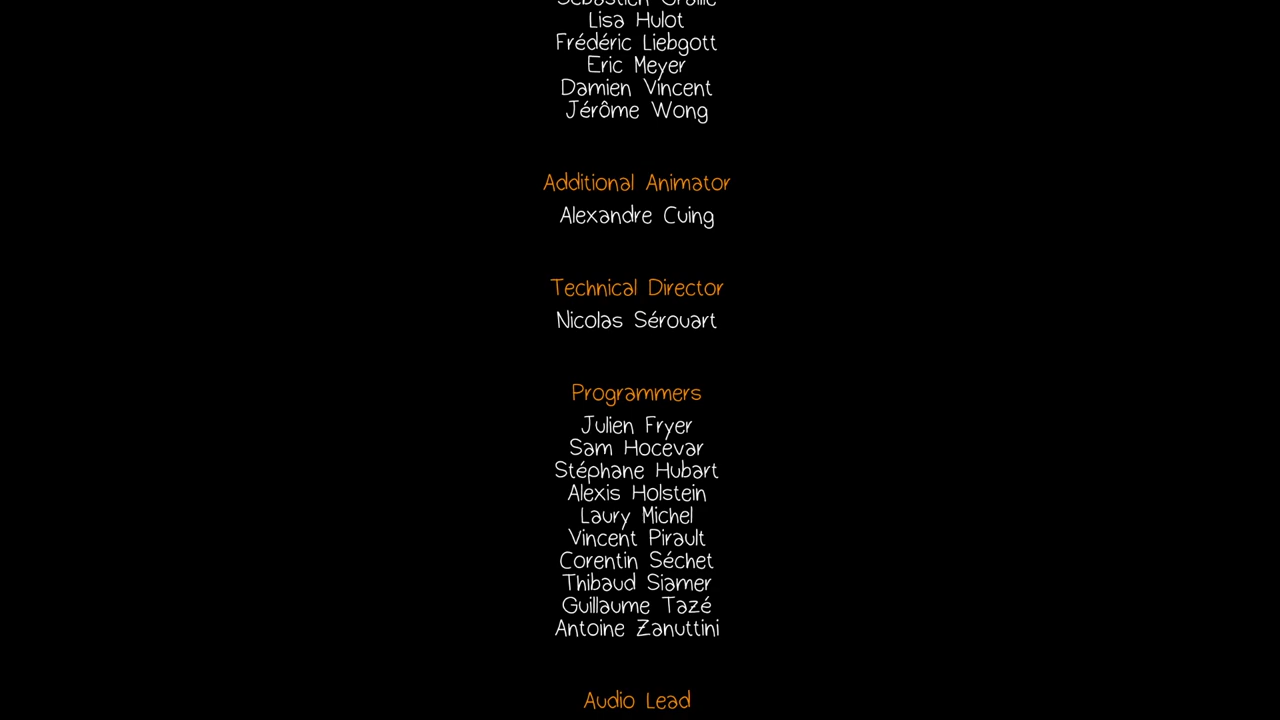 Lisa Hulot
Frédéric Liebgott
Eric Meyer
Damien Vincent
Jérôme Wong
Additional Animator
Alexandre Cuing
Technical Director
Nicolas Sérouart
Programmers
Julien Fryer
Sam Hocevar
Stéphane Hubart
Alexis Holstein
Laury Michel
Vincent Pirault
Corentin Séchet
Thibaud Siamer
Guillaume Tazé
Antoine Zanuttini
Audio Lead